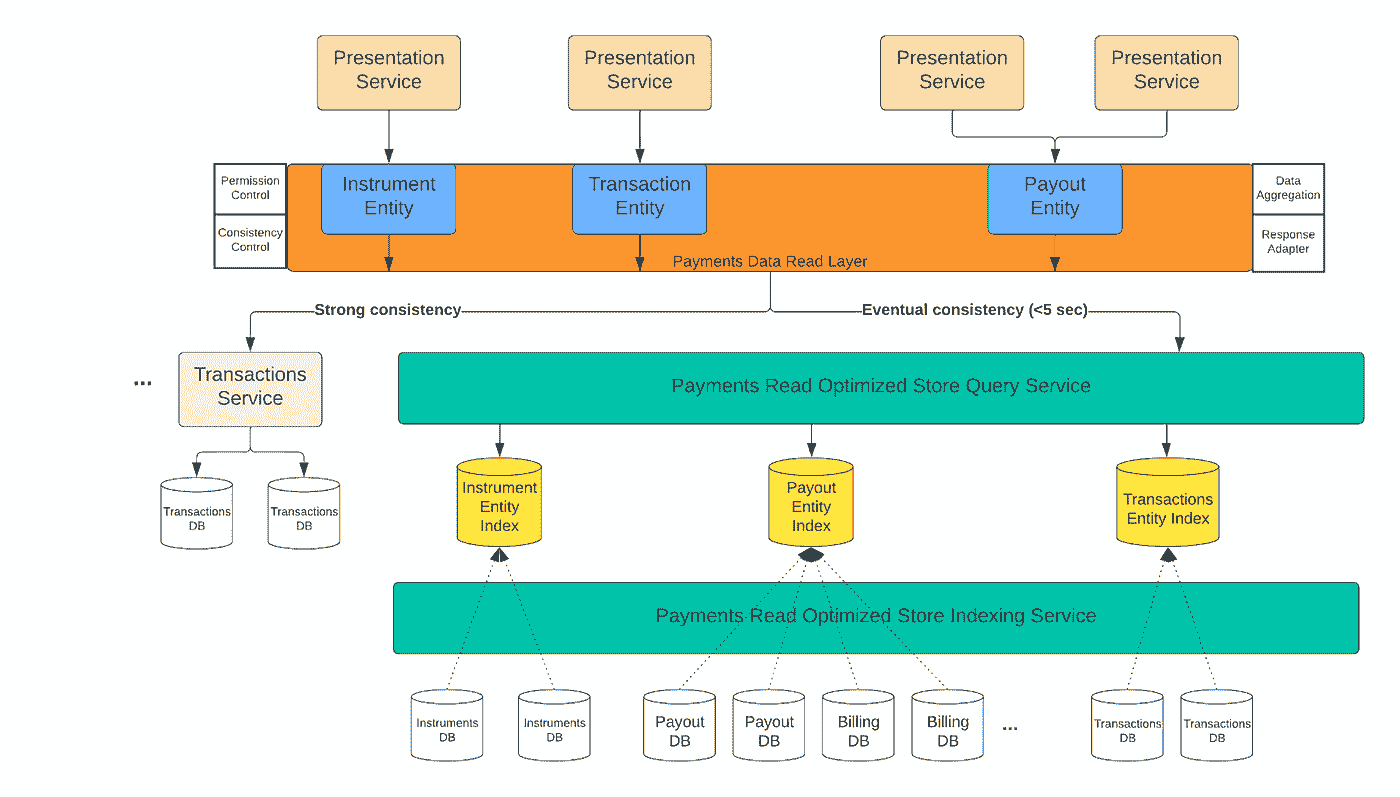 Presentation
Service
Presentation
Service
Presentation
Service
Presentation
Service
Permission
Control
Consistency
Control
Instrument
Entity
Transaction
Entity
Payout
Entity
Data
Aggregation
Response
Adapter
Payments Data Read Layer
Strong consistency
Eventual consistency (<5 sec)
...
Transactions
Service
Payments Read Optimized Store Query Service
Transactions
DB
Transactions
DB
Instrument
Entity
Index
Payout
Entity
Index
Transactions
Entity Index
Payments Read Optimized Store Indexing Service
Instruments
DB
Instruments
DB
Payout
DB
Payout
DB
Billing
DB
Billing
DB
...
Transactions
DB
Transactions
DB